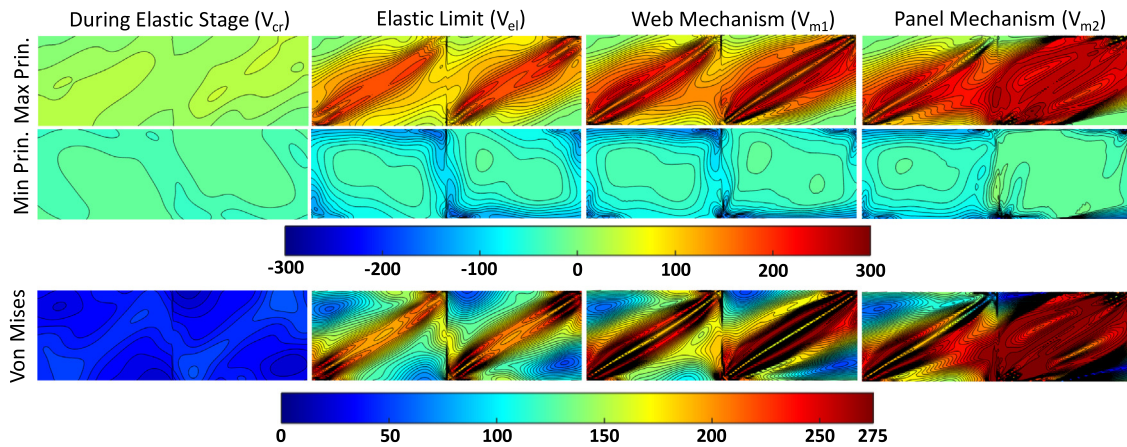 During Elastic Stage (Vcr) Elastic Limit (Vel) Web Mechanism (Vm1) Panel Mechanism (Vm2)
Max Prin.
Min Prin.
-300 -200 -100 0 100 200 300
Von Mises
0 50 100 150 200 250 275